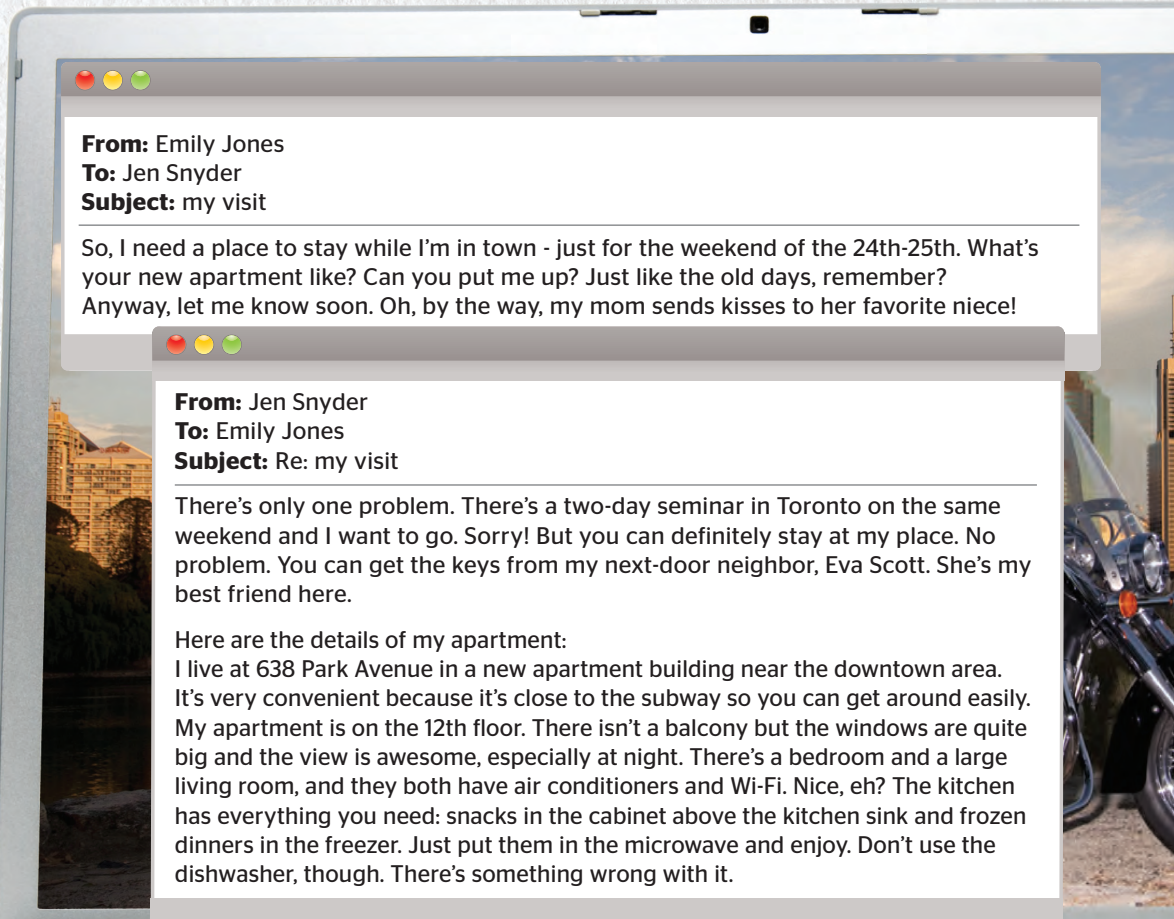 From: Emily Jones
To: Jen Snyder
Subject: my visit
So, I need a place to stay while I'm in town - just for the weekend of the 24th-25th. What's
your new apartment like? Can you put me up? Just like the old days, remember?
Anyway, let me know soon. Oh, by the way, my mom sends kisses to her favorite niece!
From: Jen Snyder
To: Emily Jones
Subject: Re: my visit
There's only one problem. There's a two-day seminar in Toronto on the same
weekend and I want to go. Sorry! But you can definitely stay at my place. No
problem. You can get the keys from my next-door neighbor, Eva Scott. She's my
best friend here.
Here are the details of my apartment:
I live at 638 Park Avenue in a new apartment building near the downtown area.
It's very convenient because it's close to the subway so you can get around easily.
My apartment is on the 12th floor. There isn't a balcony but the windows are quite
big and the view is awesome, especially at night. There's a bedroom and a large
living room, and they both have air conditioners and Wi-Fi. Nice, eh? The kitchen
has everything you need: snacks in the cabinet above the kitchen sink and frozen
dinners in the freezer. Just put them in the microwave and enjoy. Don't use the
dishwasher, though. There's something wrong with it.